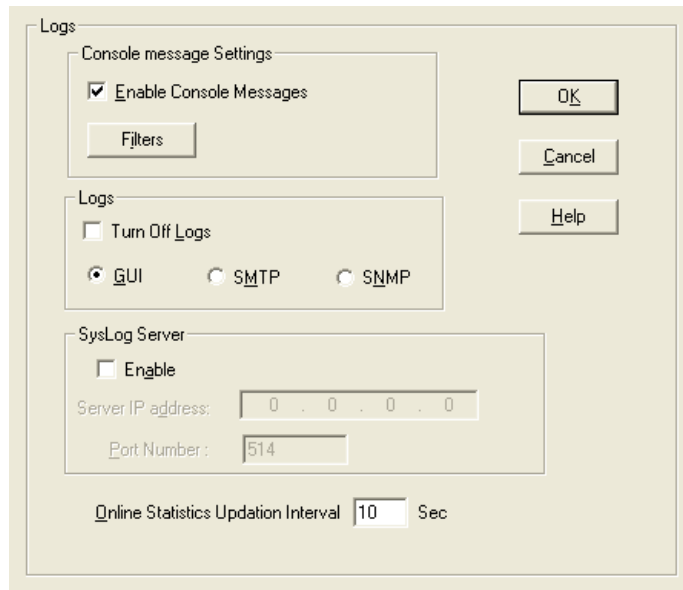 Logs
Console message Settings
Enable Console Messages
Filters
OK
Cancel
Help
Logs
Turn Off Logs
GUI SMTP SNMP
SysLog Server
Enable
Server IP address: 0 . 0 . 0 . 0
Port Number : 514
Online Statistics Updation Interval 10 Sec